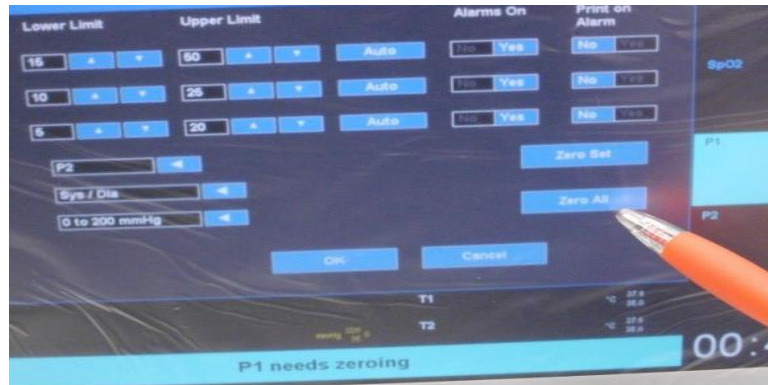 Lower Limit Upper Limit Alarms On Print on Alarm
15 50 Auto No Yes No Yes
SpO2
10 25 Auto No Yes No Yes
5 20 Auto No Yes No Yes
P1
P2 Zero Set
Sys / Dia Zero All
P2
0 to 200 mmHg
OK Cancel
T1 °C
T2 °C
mmHg
00:
P1 needs zeroing